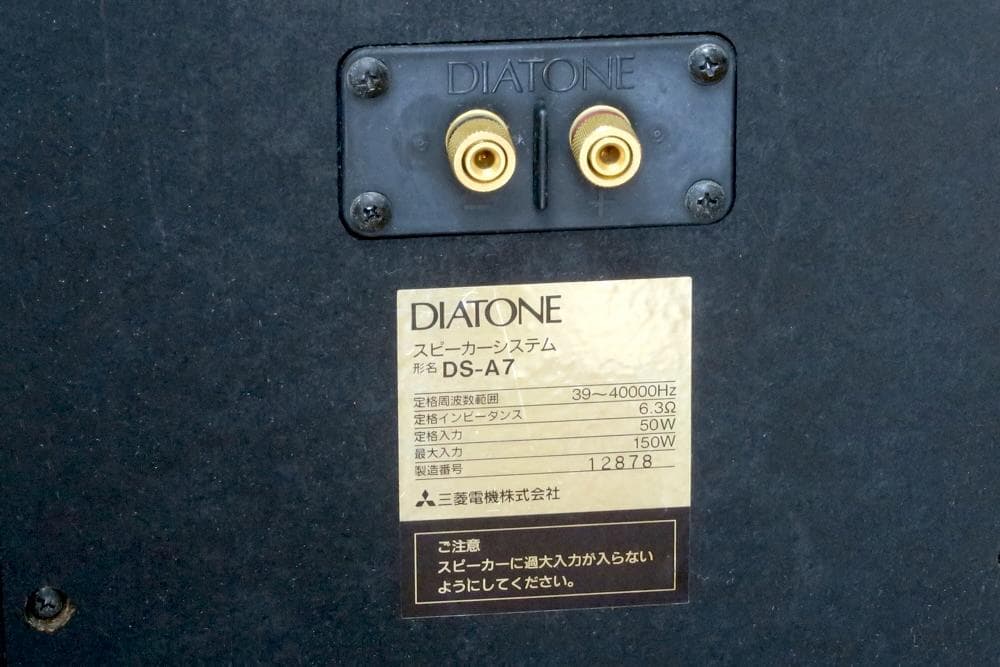 DIATONE
− +
DIATONE
スピーカーシステム
形名 DS-A7
定格周波数範囲 39〜40000Hz
定格インピータンス 6.3Ω
定格入力 50W
最大入力 150W
製造番号 12878
三菱電機株式会社
ご注意
スピーカーに過大入力が入らない
ようにしてください。